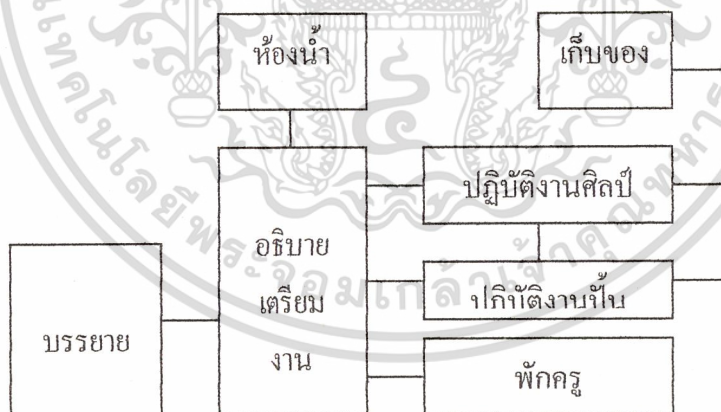 ห้องน้ำ
เก็บของ
ปฏิบัติงานศิลป์
อธิบาย
เตรียม
งาน
ปฏิบัติงานปั้น
บรรยาย
พักครู